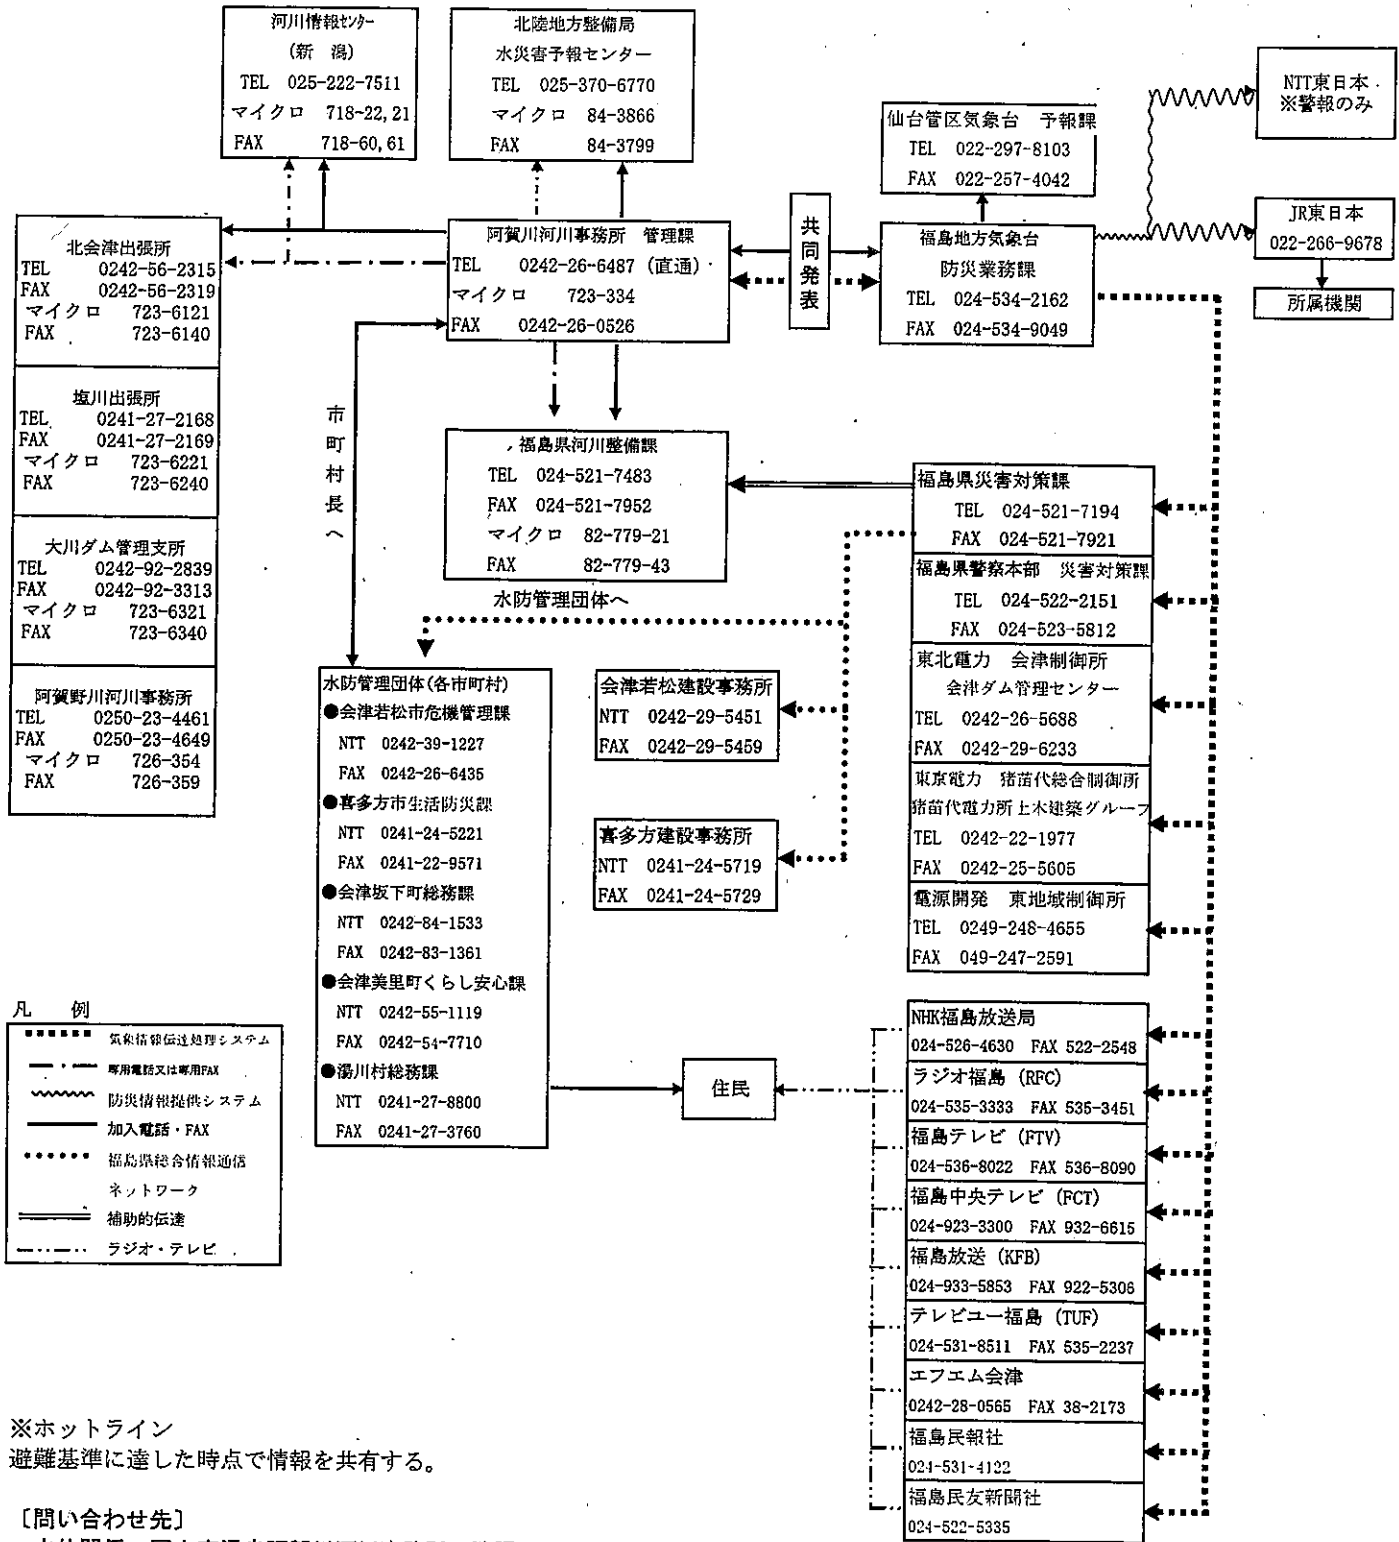 河川情報センター
(新 潟)
TEL 025-222-7511
マイクロ 718-22,21
FAX 718-60,61
北陸地方整備局
水災害予報センター
TEL 025-370-6770
マイクロ 84-3866
FAX 84-3799
仙台管区気象台 予報課
TEL 022-297-8103
FAX 022-257-4042
NTT東日本
※警報のみ
JR東日本
022-266-9678
所属機関
北会津出張所
TEL 0242-56-2315
FAX 0242-56-2319
マイクロ 723-6121
FAX 723-6140
塩川出張所
TEL 0241-27-2168
FAX 0241-27-2169
マイクロ 723-6221
FAX 723-6240
大川ダム管理支所
TEL 0242-92-2839
FAX 0242-92-3313
マイクロ 723-6321
FAX 723-6340
阿賀野川河川事務所
TEL 0250-23-4461
FAX 0250-23-4649
マイクロ 726-354
FAX 726-359
阿賀川河川事務所 管理課
TEL 0242-26-6487 (直通)
マイクロ 723-334
FAX 0242-26-0526
共同発表
福島地方気象台
防災業務課
TEL 024-534-2162
FAX 024-534-9049
市町村長へ
福島県河川整備課
TEL 024-521-7483
FAX 024-521-7952
マイクロ 82-779-21
FAX 82-779-43
水防管理団体へ
福島県災害対策課
TEL 024-521-7194
FAX 024-521-7921
福島県警察本部 災害対策課
TEL 024-522-2151
FAX 024-523-5812
東北電力 会津制御所
会津ダム管理センター
TEL 0242-26-5688
FAX 0242-29-6233
東京電力 猪苗代総合制御所
猪苗代電力所土木建築グループ
TEL 0242-22-1977
FAX 0242-25-5605
電源開発 東地域制御所
TEL 0249-248-4655
FAX 049-247-2591
水防管理団体(各市町村)
●会津若松市危機管理課
NTT 0242-39-1227
FAX 0242-26-6435
●喜多方市生活防災課
NTT 0241-24-5221
FAX 0241-22-9571
●会津坂下町総務課
NTT 0242-84-1533
FAX 0242-83-1361
●会津美里町くらし安心課
NTT 0242-55-1119
FAX 0242-54-7710
●湯川村総務課
NTT 0241-27-8800
FAX 0241-27-3760
会津若松建設事務所
NTT 0242-29-5451
FAX 0242-29-5459
喜多方建設事務所
NTT 0241-24-5719
FAX 0241-24-5729
住民
NHK福島放送局
024-526-4630 FAX 522-2548
ラジオ福島 (RFC)
024-535-3333 FAX 535-3451
福島テレビ (FTV)
024-536-8022 FAX 536-8090
福島中央テレビ (FCT)
024-923-3300 FAX 932-6615
福島放送 (KFB)
024-933-5853 FAX 922-5306
テレビユー福島 (TUF)
024-531-8511 FAX 535-2237
エフエム会津
0242-28-0565 FAX 38-2173
福島民報社
024-531-4122
福島民友新聞社
024-522-5335
凡 例
気象情報伝達処理システム
専用電話又は専用FAX
防災情報提供システム
加入電話・FAX
福島県総合情報通信
ネットワーク
補助的伝達
ラジオ・テレビ
※ホットライン
避難基準に達した時点で情報を共有する。
〔問い合わせ先〕